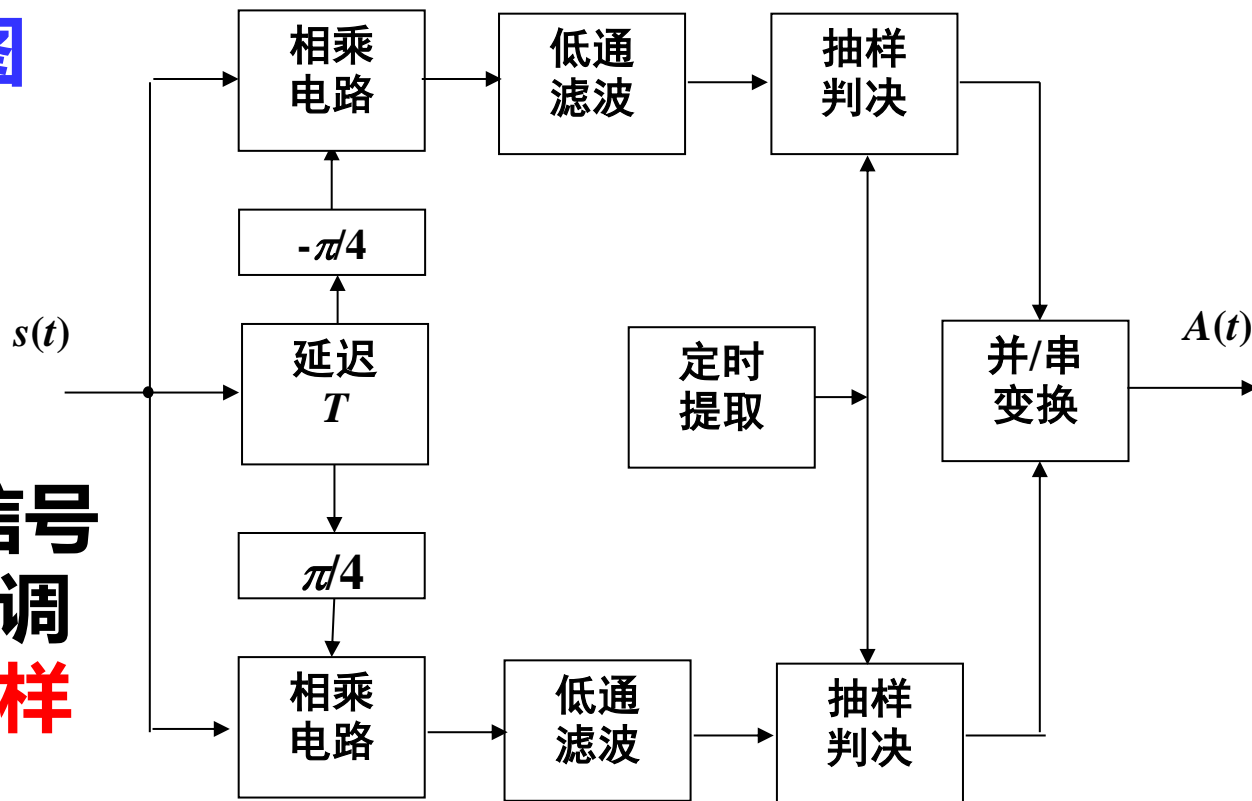 图
相乘
电路
低通
滤波
抽样
判决
-π/4
s(t)
延迟
T
定时
提取
并/串
变换
A(t)
信号
调
样
π/4
相乘
电路
低通
滤波
抽样
判决